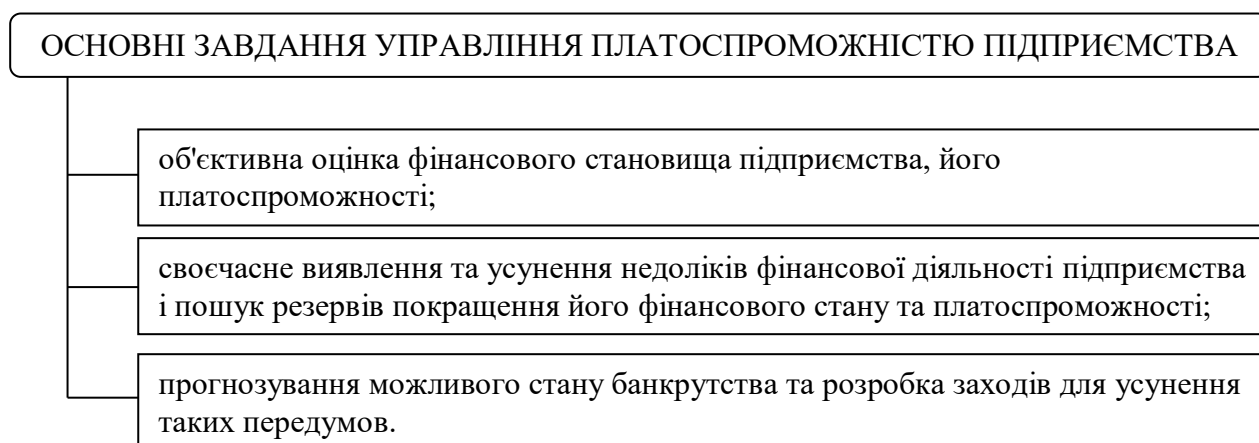 ОСНОВНІ ЗАВДАННЯ УПРАВЛІННЯ ПЛАТОСПРОМОЖНІСТЮ ПІДПРИЄМСТВА
об'єктивна оцінка фінансового становища підприємства, його
платоспроможності;
своєчасне виявлення та усунення недоліків фінансової діяльності підприємства
і пошук резервів покращення його фінансового стану та платоспроможності;
прогнозування можливого стану банкрутства та розробка заходів для усунення
таких передумов.